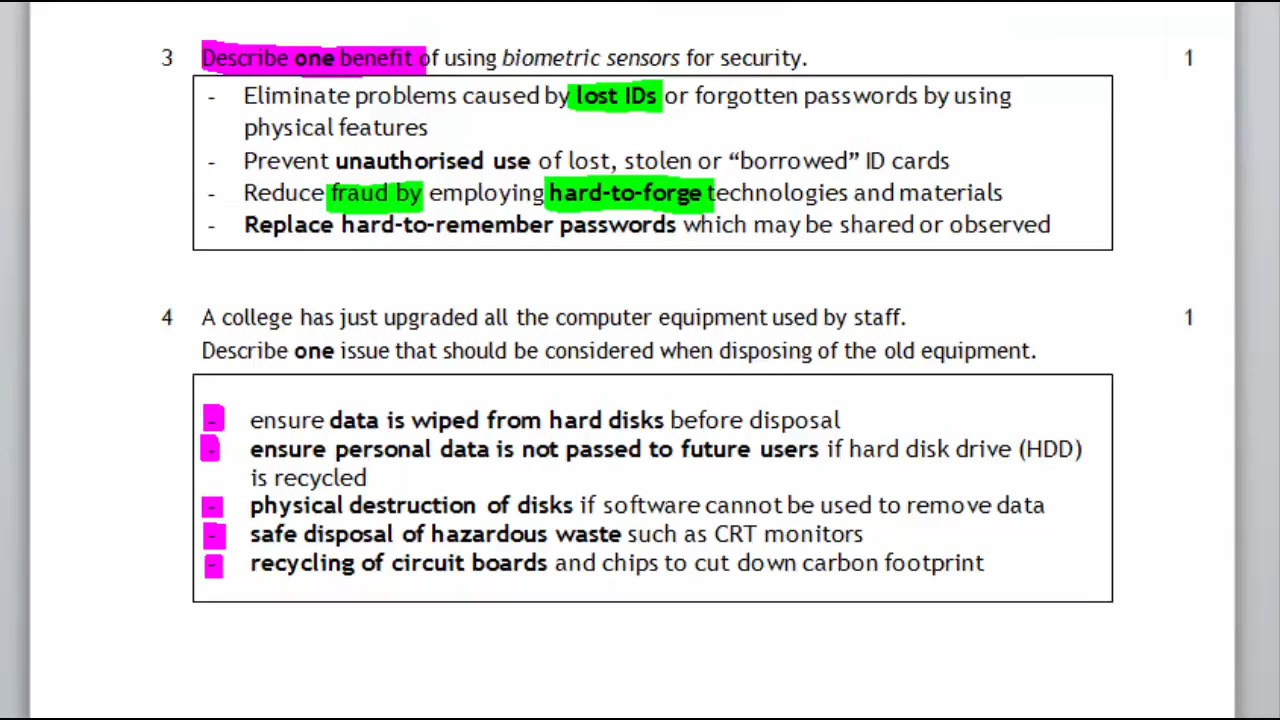 3 Describe one benefit of using biometric sensors for security. 1
- Eliminate problems caused by lost IDs or forgotten passwords by using
physical features
- Prevent unauthorised use of lost, stolen or “borrowed” ID cards
- Reduce fraud by employing hard-to-forge technologies and materials
- Replace hard-to-remember passwords which may be shared or observed
4 A college has just upgraded all the computer equipment used by staff. 1
Describe one issue that should be considered when disposing of the old equipment.
- ensure data is wiped from hard disks before disposal
- ensure personal data is not passed to future users if hard disk drive (HDD)
is recycled
- physical destruction of disks if software cannot be used to remove data
- safe disposal of hazardous waste such as CRT monitors
- recycling of circuit boards and chips to cut down carbon footprint